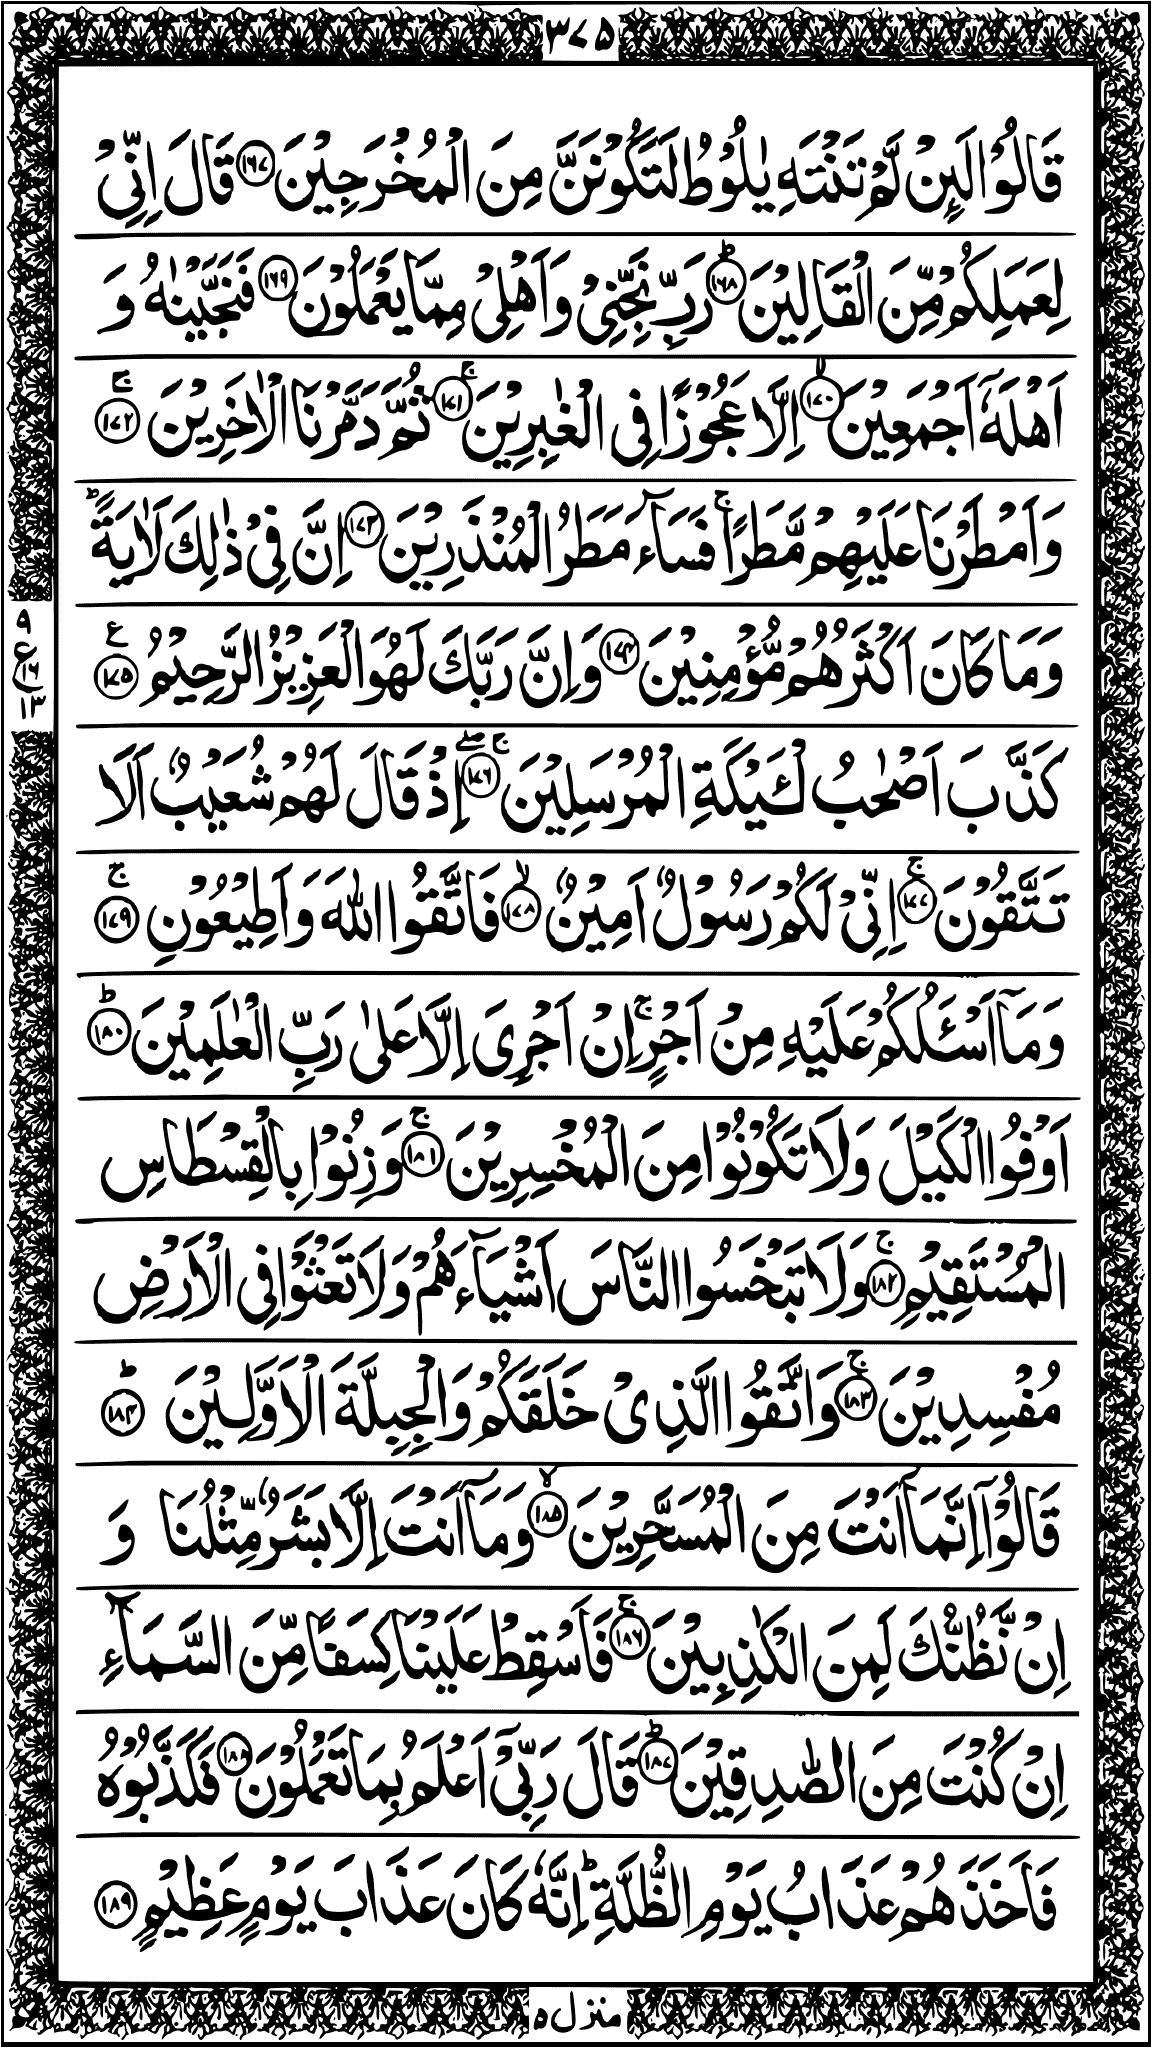 ٣٧٥
قَالُوْا لَىِٕنْ لَّمْ تَنْتَهِ یٰلُوْطُ لَتَكُوْنَنَّ مِنَ الْمُخْرَجِیْنَ ١٦٧ قَالَ اِنِّیْ
لِعَمَلِكُمْ مِّنَ الْقَالِیْنَ ؕ ١٦٨ رَبِّ نَجِّنِیْ وَ اَهْلِیْ مِمَّا یَعْمَلُوْنَ ١٦٩ فَنَجَّیْنٰهُ وَ
اَهْلَهٗۤ اَجْمَعِیْنَ ۙ ١٧٠ اِلَّا عَجُوْزًا فِی الْغٰبِرِیْنَ ۚ ١٧١ ثُمَّ دَمَّرْنَا الْاٰخَرِیْنَ ۚ ١٧٢
وَ اَمْطَرْنَا عَلَیْهِمْ مَّطَرًا ۚ فَسَآءَ مَطَرُ الْمُنْذَرِیْنَ ١٧٣ اِنَّ فِیْ ذٰلِكَ لَاٰیَةً ؕ
وَ مَا كَانَ اَكْثَرُهُمْ مُّؤْمِنِیْنَ ١٧٤ وَ اِنَّ رَبَّكَ لَهُوَ الْعَزِیْزُ الرَّحِیْمُ ع ١٧٥
٩
ع
١٦
١٣
كَذَّبَ اَصْحٰبُ لْـَٔیْكَةِ الْمُرْسَلِیْنَ ۚۖ ١٧٦ اِذْ قَالَ لَهُمْ شُعَیْبٌ اَلَا
تَتَّقُوْنَ ۚ ١٧٧ اِنِّیْ لَكُمْ رَسُوْلٌ اَمِیْنٌ ۙ ١٧٨ فَاتَّقُوا اللّٰهَ وَ اَطِیْعُوْنِ ۚ ١٧٩
وَ مَاۤ اَسْـَٔلُكُمْ عَلَیْهِ مِنْ اَجْرٍ ۚ اِنْ اَجْرِیَ اِلَّا عَلٰی رَبِّ الْعٰلَمِیْنَ ؕ ١٨٠
اَوْفُوا الْكَیْلَ وَ لَا تَكُوْنُوْا مِنَ الْمُخْسِرِیْنَ ۚ ١٨١ وَ زِنُوْا بِالْقِسْطَاسِ
الْمُسْتَقِیْمِ ۚ ١٨٢ وَ لَا تَبْخَسُوا النَّاسَ اَشْیَآءَهُمْ وَ لَا تَعْثَوْا فِی الْاَرْضِ
مُفْسِدِیْنَ ۚ ١٨٣ وَ اتَّقُوا الَّذِیْ خَلَقَكُمْ وَ الْجِبِلَّةَ الْاَوَّلِیْنَ ؕ ١٨٤
قَالُوْۤا اِنَّمَاۤ اَنْتَ مِنَ الْمُسَحَّرِیْنَ ۙ ١٨٥ وَ مَاۤ اَنْتَ اِلَّا بَشَرٌ مِّثْلُنَا وَ
اِنْ نَّظُنُّكَ لَمِنَ الْكٰذِبِیْنَ ۚ ١٨٦ فَاَسْقِطْ عَلَیْنَا كِسَفًا مِّنَ السَّمَآءِ
اِنْ كُنْتَ مِنَ الصّٰدِقِیْنَ ؕ ١٨٧ قَالَ رَبِّیْۤ اَعْلَمُ بِمَا تَعْمَلُوْنَ ١٨٨ فَكَذَّبُوْهُ
فَاَخَذَهُمْ عَذَابُ یَوْمِ الظُّلَّةِ ؕ اِنَّهٗ كَانَ عَذَابَ یَوْمٍ عَظِیْمٍ ١٨٩
منزل ٥